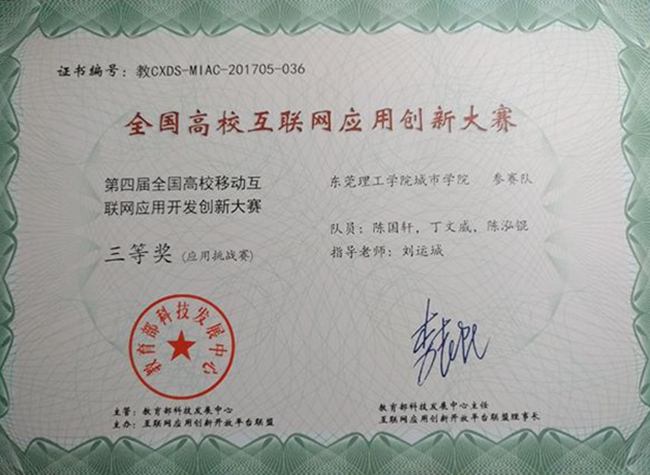 证书编号：教CXDS-MIAC-201705-036
全国高校互联网应用创新大赛
第四届全国高校移动互
联网应用开发创新大赛
三等奖（应用挑战赛）
东莞理工学院城市学院 参赛队
队员：陈国轩，丁文威，陈泓锟
指导老师：刘运城
教育部科技发展中心
主管：教育部科技发展中心
主办：互联网应用创新开放平台联盟
教育部科技发展中心主任
互联网应用创新开放平台联盟理事长